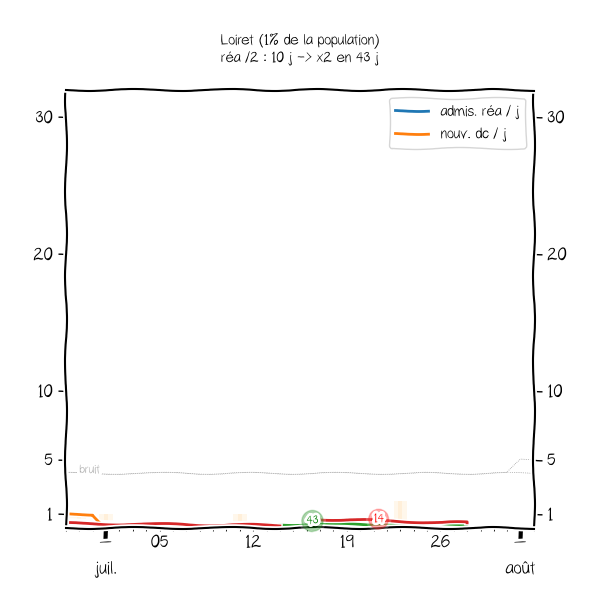 Loiret (1% de la population)
réa /2 : 10 j -> x2 en 43 j
admis. réa / j
nouv. dc / j
30
30
20
20
10
10
5
5
bruit
1
1
43
14
05
12
19
26
juil.
août